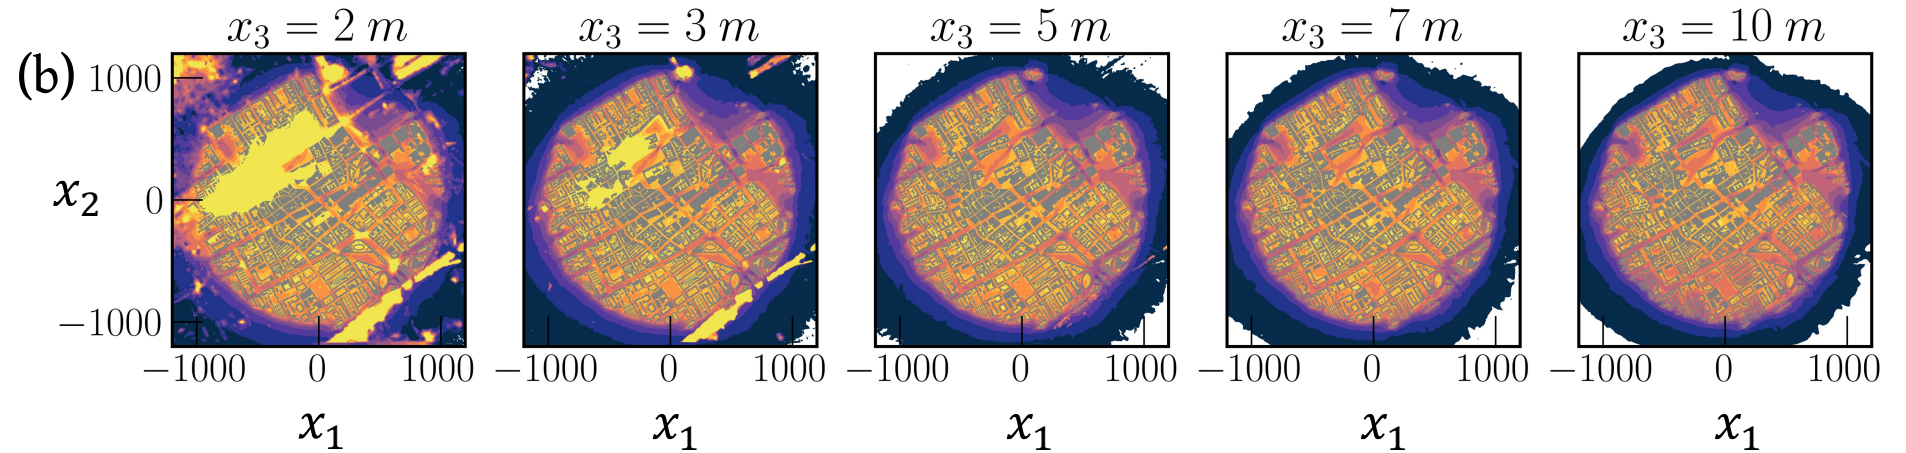 x₃ = 2 m x₃ = 3 m x₃ = 5 m x₃ = 7 m x₃ = 10 m
(b)
1000
x₂
0
−1000
−1000 0 1000 −1000 0 1000 −1000 0 1000 −1000 0 1000 −1000 0 1000
x₁ x₁ x₁ x₁ x₁